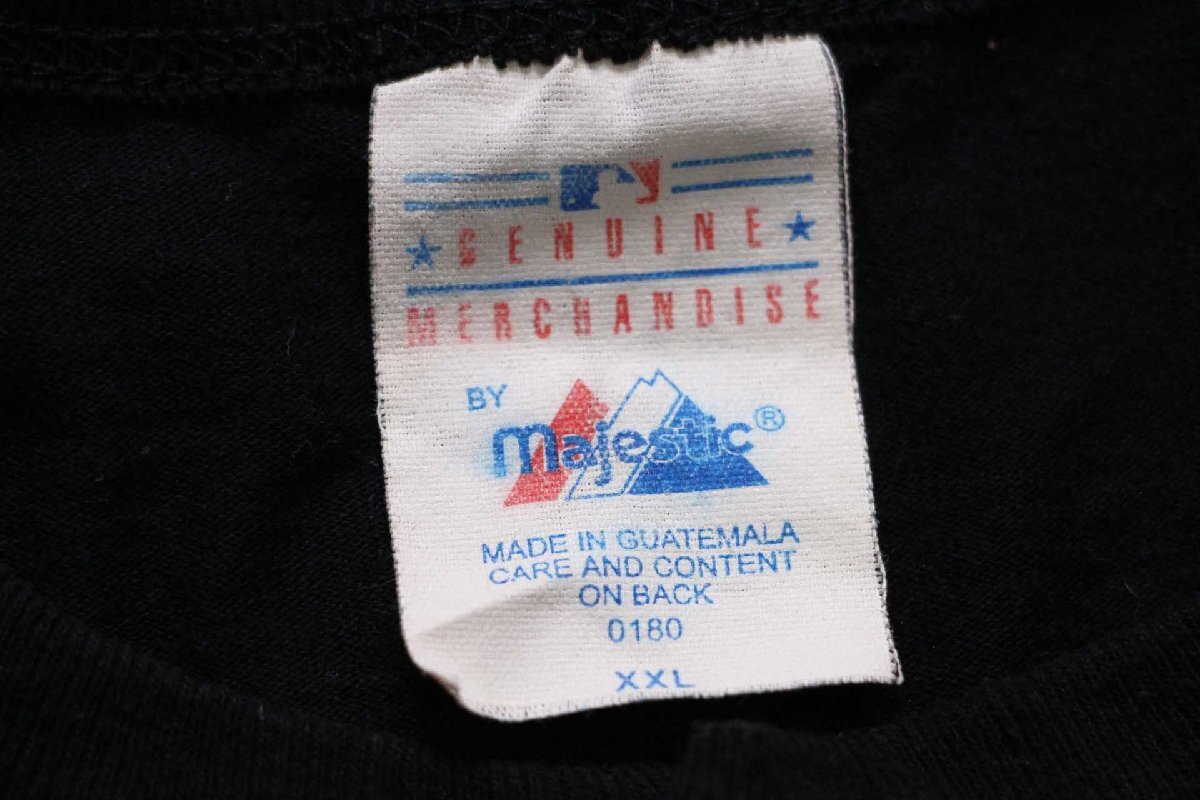 GENUINE
MERCHANDISE
BY
Majestic®
MADE IN GUATEMALA
CARE AND CONTENT
ON BACK
0180
XXL